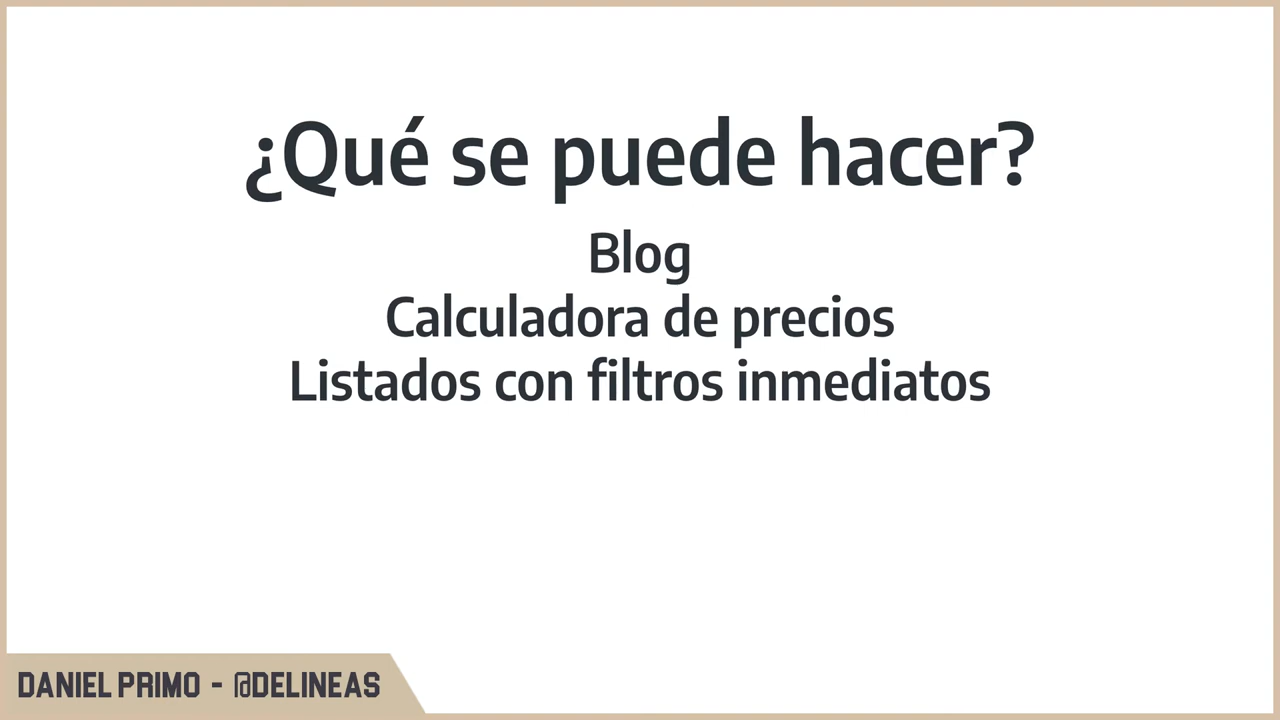 ¿Qué se puede hacer?
Blog
Calculadora de precios
Listados con filtros inmediatos
DANIEL PRIMO - @DELINEAS